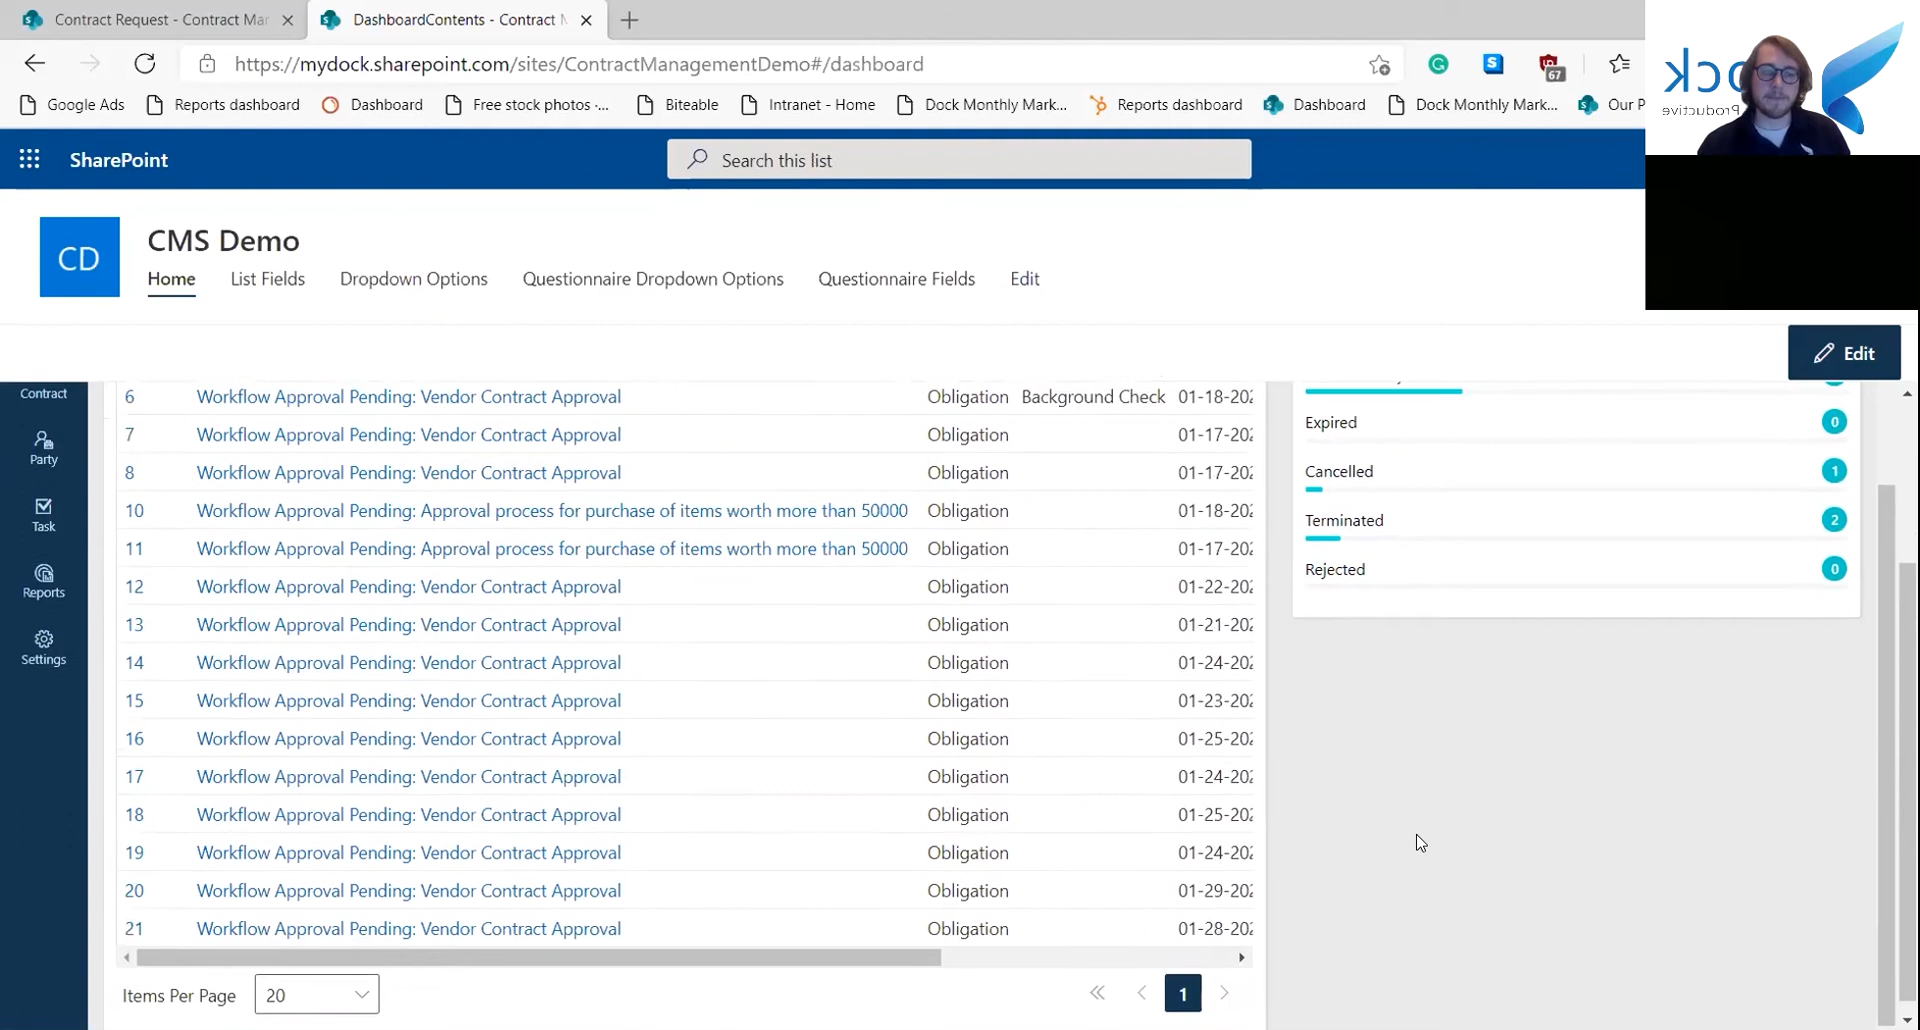 Contract Request - Contract Mar
DashboardContents - Contract M
https://mydock.sharepoint.com/sites/ContractManagementDemo#/dashboard
67
Google Ads
Reports dashboard
Dashboard
Free stock photos -...
Biteable
Intranet - Home
Dock Monthly Mark...
Reports dashboard
Dashboard
Dock Monthly Mark...
Our P
Productive
SharePoint
Search this list
CD
CMS Demo
Home
List Fields
Dropdown Options
Questionnaire Dropdown Options
Questionnaire Fields
Edit
Edit
Contract
Party
Task
Reports
Settings
6 Workflow Approval Pending: Vendor Contract Approval Obligation Background Check 01-18-202
7 Workflow Approval Pending: Vendor Contract Approval Obligation 01-17-202
8 Workflow Approval Pending: Vendor Contract Approval Obligation 01-17-202
10 Workflow Approval Pending: Approval process for purchase of items worth more than 50000 Obligation 01-18-202
11 Workflow Approval Pending: Approval process for purchase of items worth more than 50000 Obligation 01-17-202
12 Workflow Approval Pending: Vendor Contract Approval Obligation 01-22-202
13 Workflow Approval Pending: Vendor Contract Approval Obligation 01-21-202
14 Workflow Approval Pending: Vendor Contract Approval Obligation 01-24-202
15 Workflow Approval Pending: Vendor Contract Approval Obligation 01-23-202
16 Workflow Approval Pending: Vendor Contract Approval Obligation 01-25-202
17 Workflow Approval Pending: Vendor Contract Approval Obligation 01-24-202
18 Workflow Approval Pending: Vendor Contract Approval Obligation 01-25-202
19 Workflow Approval Pending: Vendor Contract Approval Obligation 01-24-202
20 Workflow Approval Pending: Vendor Contract Approval Obligation 01-29-202
21 Workflow Approval Pending: Vendor Contract Approval Obligation 01-28-202
Items Per Page 20
1
Expired 0
Cancelled 1
Terminated 2
Rejected 0